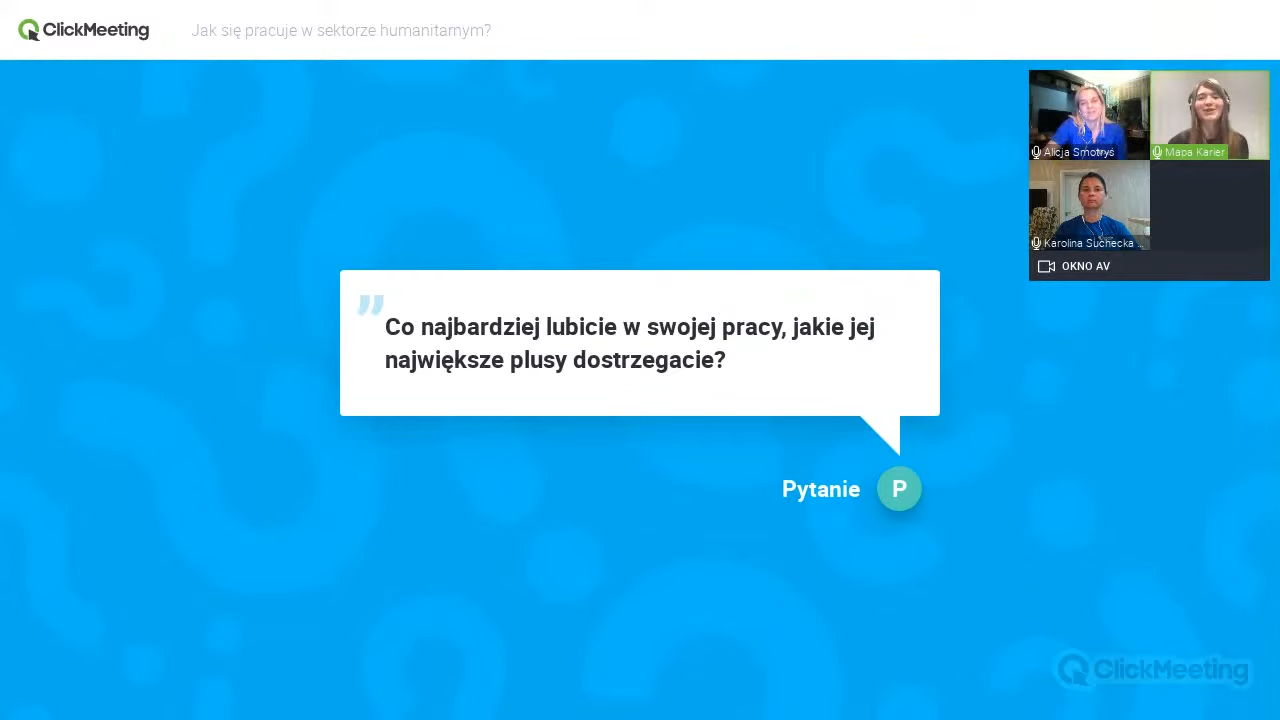 ClickMeeting
Jak się pracuje w sektorze humanitarnym?
Alicja Smotryś
Mapa Karier
Karolina Suchecka ...
OKNO AV
” Co najbardziej lubicie w swojej pracy, jakie jej
największe plusy dostrzegacie?
Pytanie P
ClickMeeting